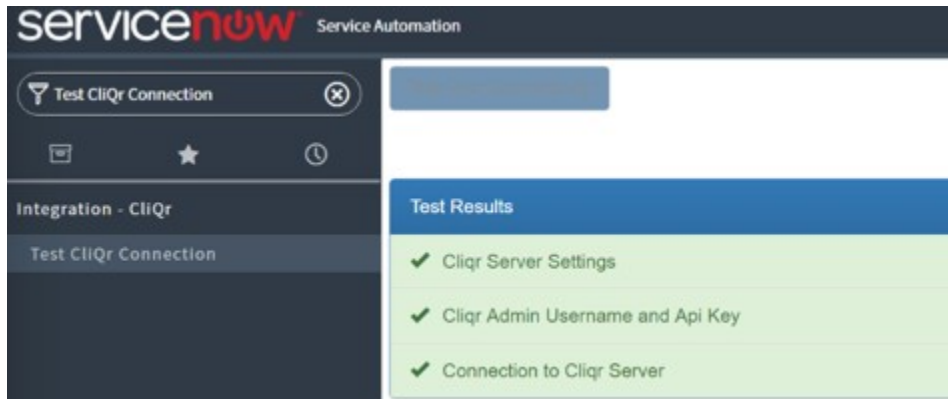 servicenow Service Automation
Test CliQr Connection
Integration - CliQr
Test CliQr Connection
Test Results
Cliqr Server Settings
Cliqr Admin Username and Api Key
Connection to Cliqr Server